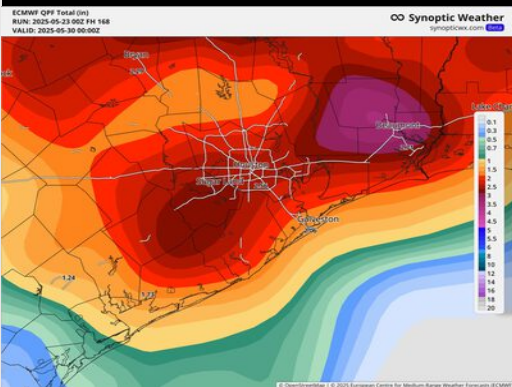 ECMWF QPF Total (in)
RUN: 2025-05-23 00Z FH 168
VALID: 2025-05-30 00:00Z
Synoptic Weather
synopticwx.com Beta
Bryan
Lake Char
Beaumont
Houston
Sugar Land
Galveston
1.24
0.1
0.3
0.5
0.7
1
1.5
2
2.5
3
3.5
4
4.5
5
5.5
6
8
10
12
14
16
18
20
© OpenStreetMap | © 2025 European Centre for Medium-Range Weather Forecasts (ECMWF)